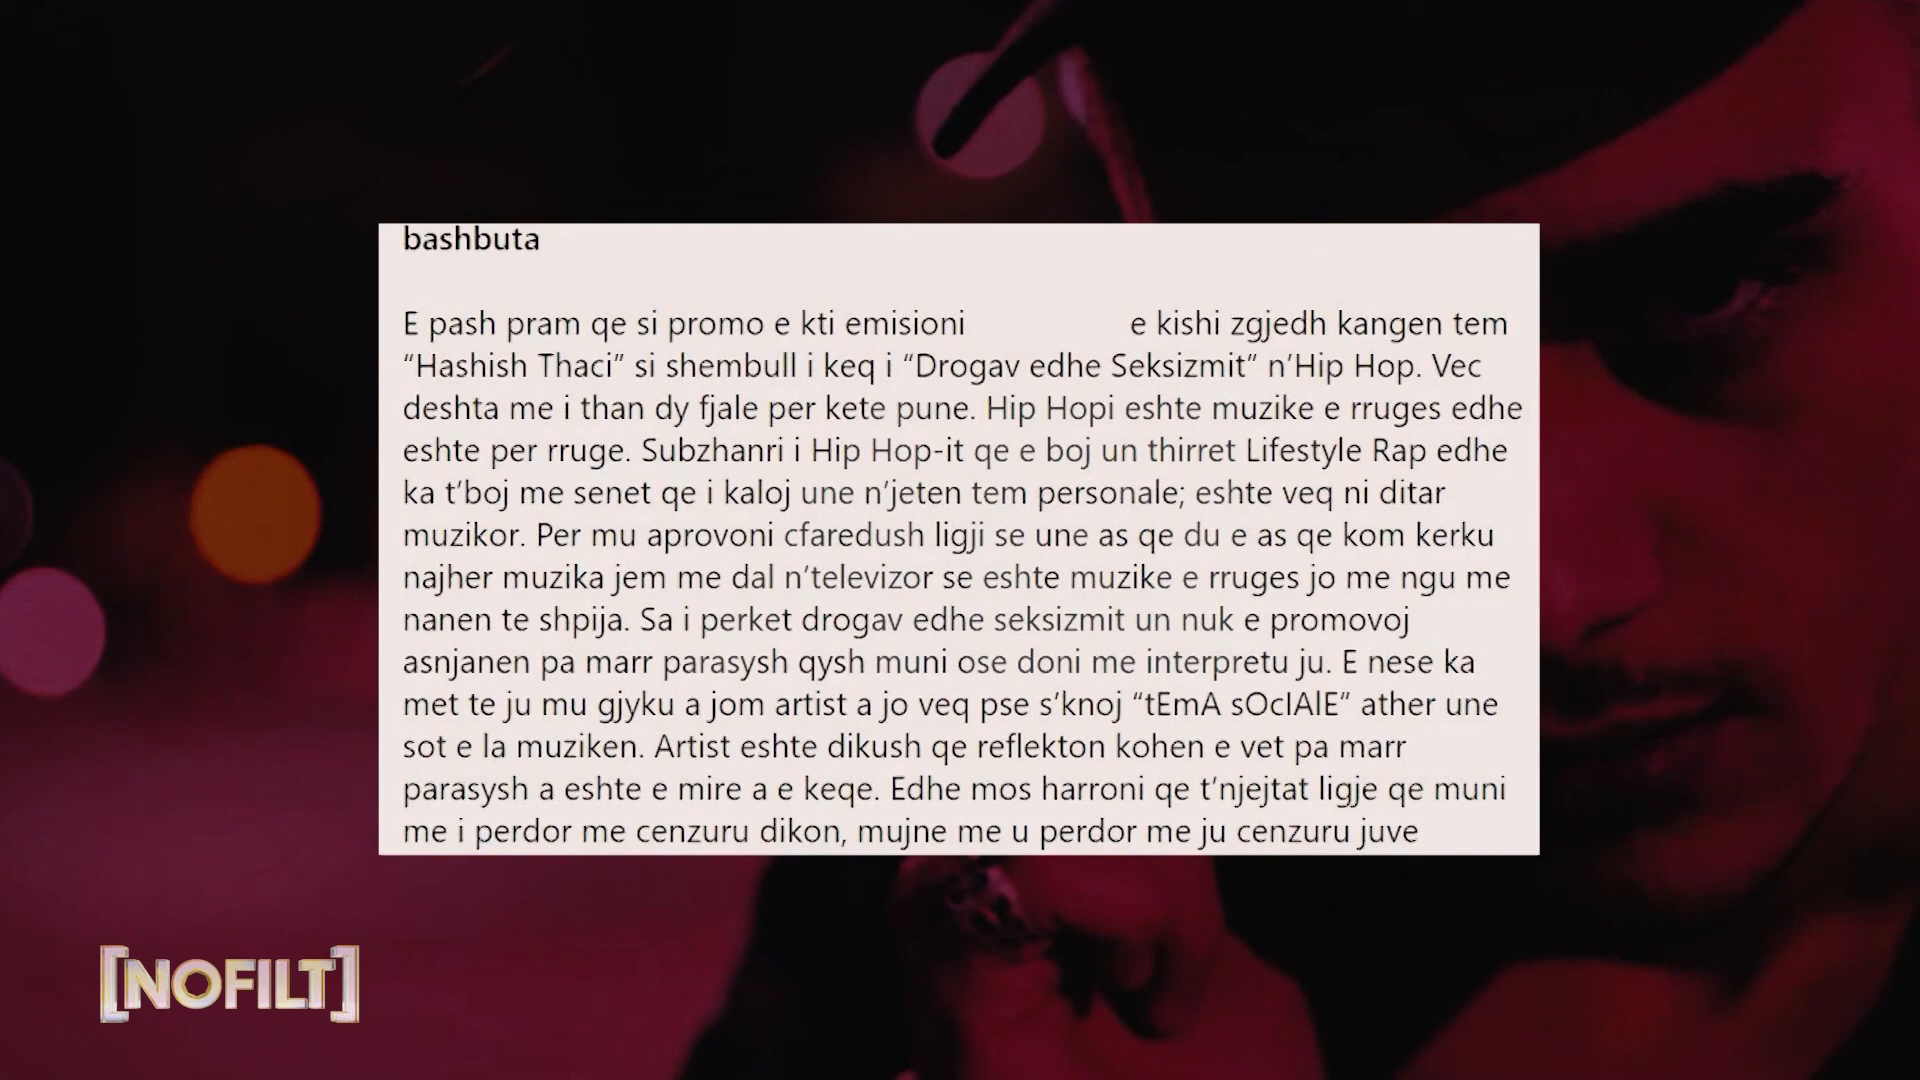 bashbuta
E pash pram qe si promo e kti emisioni e kishi zgjedh kangen tem
“Hashish Thaci” si shembull i keq i “Drogav edhe Seksizmit” n’Hip Hop. Vec
deshta me i than dy fjale per kete pune. Hip Hopi eshte muzike e rruges edhe
eshte per rruge. Subzhanri i Hip Hop-it qe e boj un thirret Lifestyle Rap edhe
ka t’boj me senet qe i kaloj une n’jeten tem personale; eshte veq ni ditar
muzikor. Per mu aprovoni cfaredush ligji se une as qe du e as qe kom kerku
najher muzika jem me dal n’televizor se eshte muzike e rruges jo me ngu me
nanen te shpija. Sa i perket drogav edhe seksizmit un nuk e promovoj
asnjanen pa marr parasysh qysh muni ose doni me interpretu ju. E nese ka
met te ju mu gjyku a jom artist a jo veq pse s’knoj “tEmA sOcIAlE” ather une
sot e la muziken. Artist eshte dikush qe reflekton kohen e vet pa marr
parasysh a eshte e mire a e keqe. Edhe mos harroni qe t’njejtat ligje qe muni
me i perdor me cenzuru dikon, mujne me u perdor me ju cenzuru juve
[NOFILT]